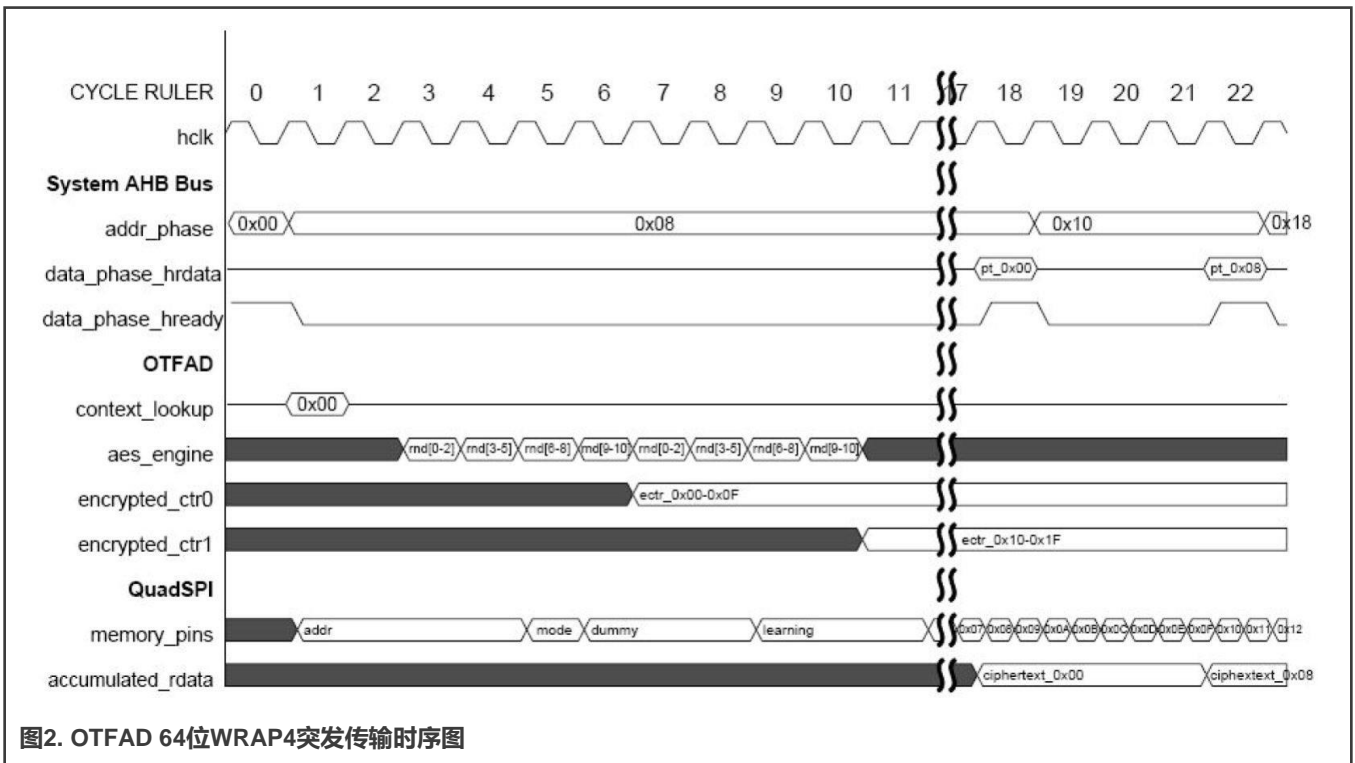 CYCLE RULER 0 1 2 3 4 5 6 7 8 9 10 11 17 18 19 20 21 22
hclk
System AHB Bus
addr_phase 0x00 0x08 0x10 0x18
data_phase_hrdata pt_0x00 pt_0x08
data_phase_hready
OTFAD
context_lookup 0x00
aes_engine rnd[0-2] rnd[3-5] rnd[6-8] rnd[9-10] rnd[0-2] rnd[3-5] rnd[6-8] rnd[9-10]
encrypted_ctr0 ectr_0x00-0x0F
encrypted_ctr1 ectr_0x10-0x1F
QuadSPI
memory_pins addr mode dummy learning 0x07 0x08 0x09 0x0A 0x0B 0x0C 0x0D 0x0E 0x0F 0x10 0x11 0x12
accumulated_rdata ciphertext_0x00 ciphextext_0x08
图2. OTFAD 64位WRAP4突发传输时序图